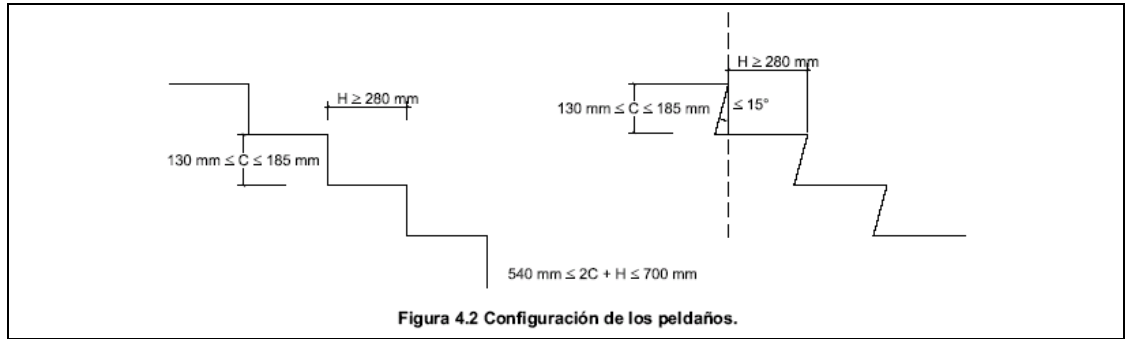 H ≥ 280 mm
130 mm ≤ C ≤ 185 mm
H ≥ 280 mm
130 mm ≤ C ≤ 185 mm
≤ 15°
540 mm ≤ 2C + H ≤ 700 mm
Figura 4.2 Configuración de los peldaños.